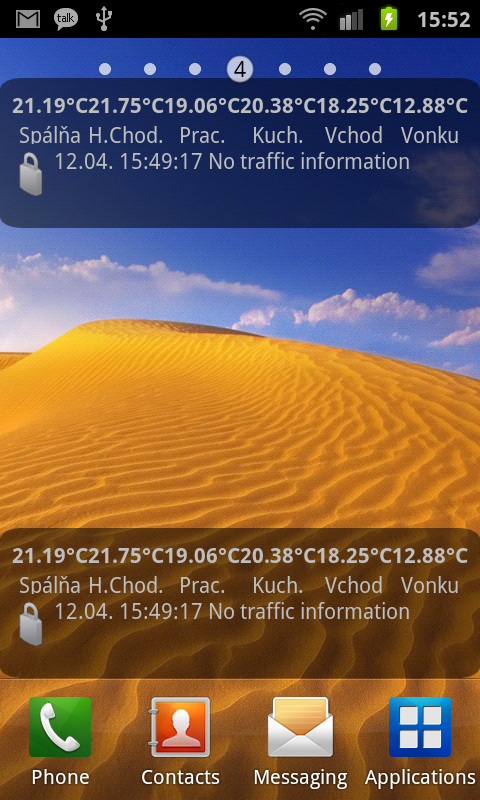 talk 15:52
4
21.19°C21.75°C19.06°C20.38°C18.25°C12.88°C
Spálňa H.Chod. Prac. Kuch. Vchod Vonku
12.04. 15:49:17 No traffic information
21.19°C21.75°C19.06°C20.38°C18.25°C12.88°C
Spálňa H.Chod. Prac. Kuch. Vchod Vonku
12.04. 15:49:17 No traffic information
Phone Contacts Messaging Applications